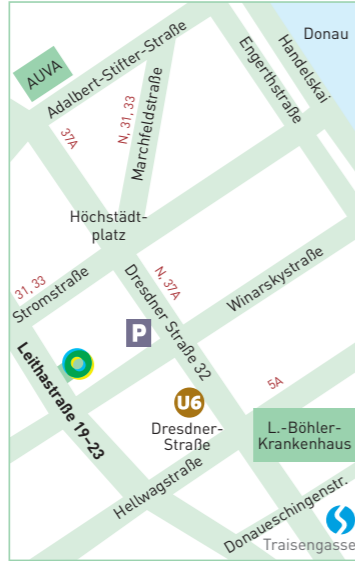 Donau
AUVA
Adalbert-Stifter-Straße
Engerthstraße
Handelskai
37A
N, 31, 33
Marchfeldstraße
Höchstädt-
platz
31, 33
Stromstraße
N, 37A
Dresdner Straße 32
Winarskystraße
P
Leithastraße 19–23
U6
Dresdner-
Straße
5A
L.-Böhler-
Krankenhaus
Hellwagstraße
Donaueschingenstr.
Traisengasse